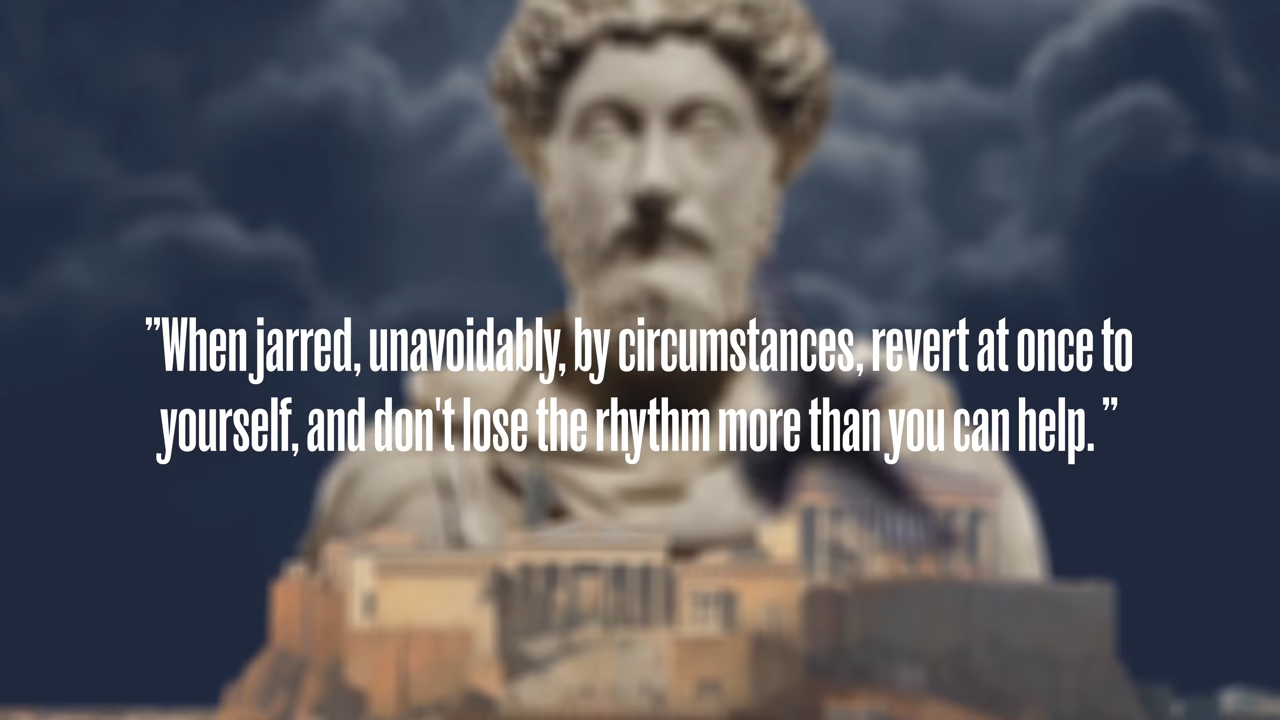 ”When jarred, unavoidably, by circumstances, revert at once to
yourself, and don't lose the rhythm more than you can help. ”